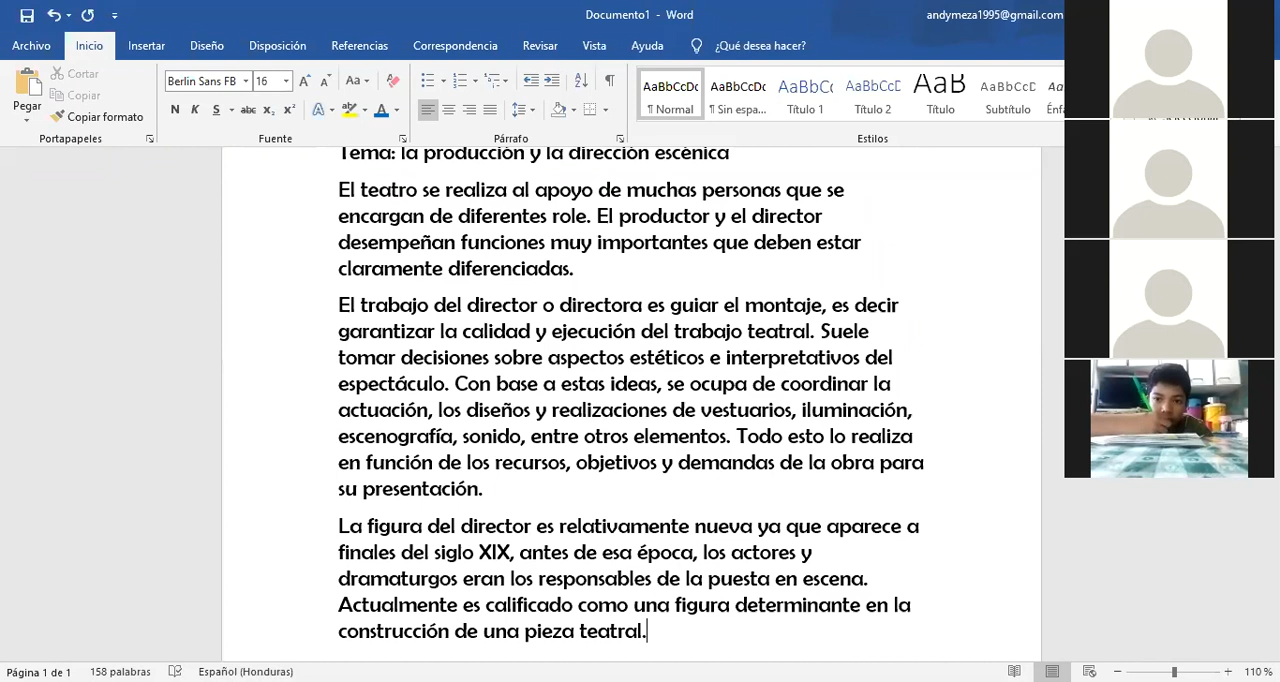 Documento1 - Word
andymeza1995@gmail.com
Archivo Inicio Insertar Diseño Disposición Referencias Correspondencia Revisar Vista Ayuda ¿Qué desea hacer?
Pegar
Cortar
Copiar
Copiar formato
Portapapeles
Berlin Sans FB 16 Aa
N K S abc x₂ x² A A
Fuente
Párrafo
AaBbCcDc AaBbCcDc AaBbCc AaBbCcD AaB AaBbCcD Aa
¶ Normal ¶ Sin espa... Título 1 Título 2 Título Subtítulo Énfa
Estilos
Tema: la producción y la dirección escénica
El teatro se realiza al apoyo de muchas personas que se
encargan de diferentes role. El productor y el director
desempeñan funciones muy importantes que deben estar
claramente diferenciadas.
El trabajo del director o directora es guiar el montaje, es decir
garantizar la calidad y ejecución del trabajo teatral. Suele
tomar decisiones sobre aspectos estéticos e interpretativos del
espectáculo. Con base a estas ideas, se ocupa de coordinar la
actuación, los diseños y realizaciones de vestuarios, iluminación,
escenografía, sonido, entre otros elementos. Todo esto lo realiza
en función de los recursos, objetivos y demandas de la obra para
su presentación.
La figura del director es relativamente nueva ya que aparece a
finales del siglo XIX, antes de esa época, los actores y
dramaturgos eran los responsables de la puesta en escena.
Actualmente es calificado como una figura determinante en la
construcción de una pieza teatral.
Página 1 de 1 158 palabras Español (Honduras) 110 %